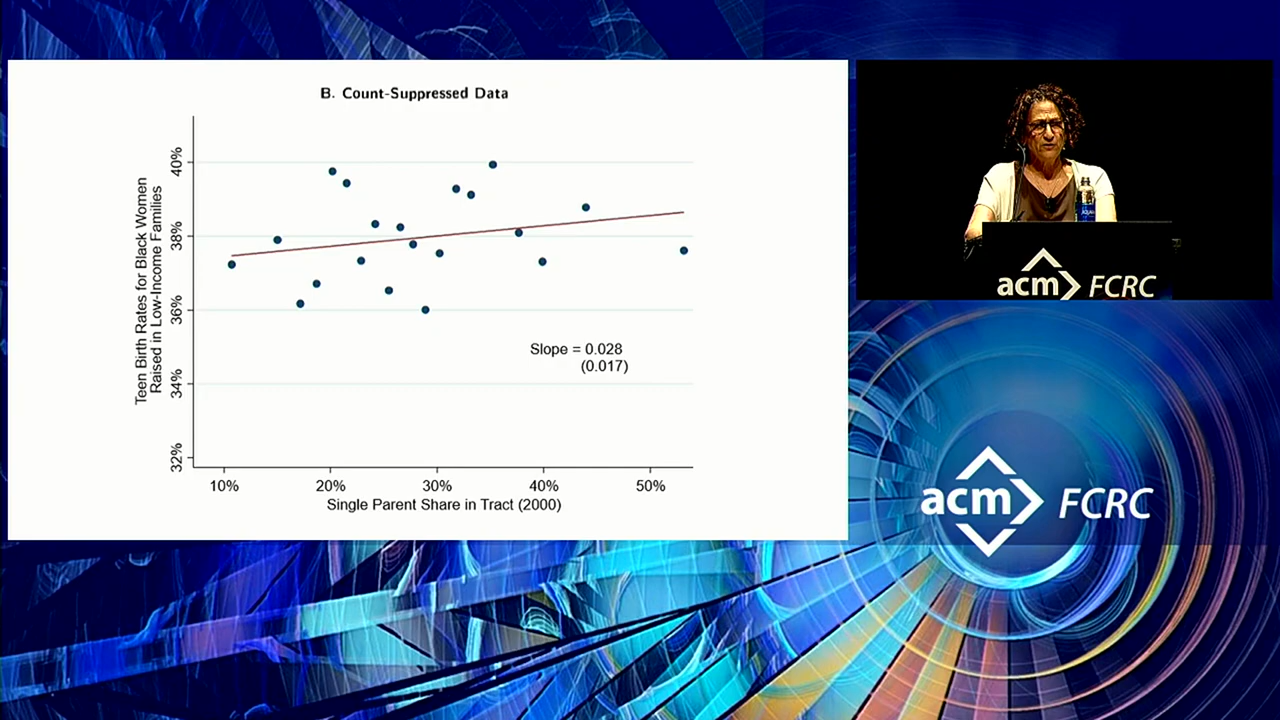 B. Count-Suppressed Data
Teen Birth Rates for Black Women
Raised in Low-Income Families
40%
38%
36%
34%
32%
Slope = 0.028
(0.017)
10%
20%
30%
40%
50%
Single Parent Share in Tract (2000)
acm FCRC
acm FCRC